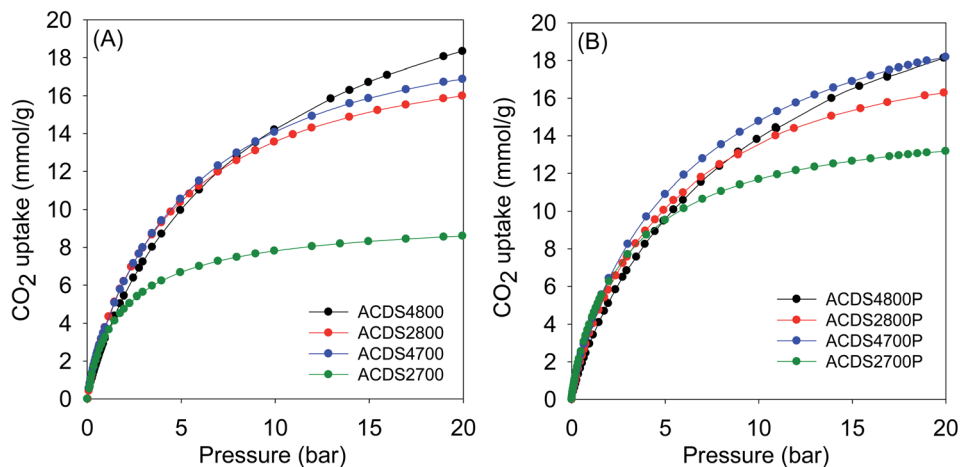 (A)
CO2 uptake (mmol/g)
20
18
16
14
12
10
8
6
4
2
0
ACDS4800
ACDS2800
ACDS4700
ACDS2700
0 5 10 15 20
Pressure (bar)
(B)
CO2 uptake (mmol/g)
20
18
16
14
12
10
8
6
4
2
0
ACDS4800P
ACDS2800P
ACDS4700P
ACDS2700P
0 5 10 15 20
Pressure (bar)